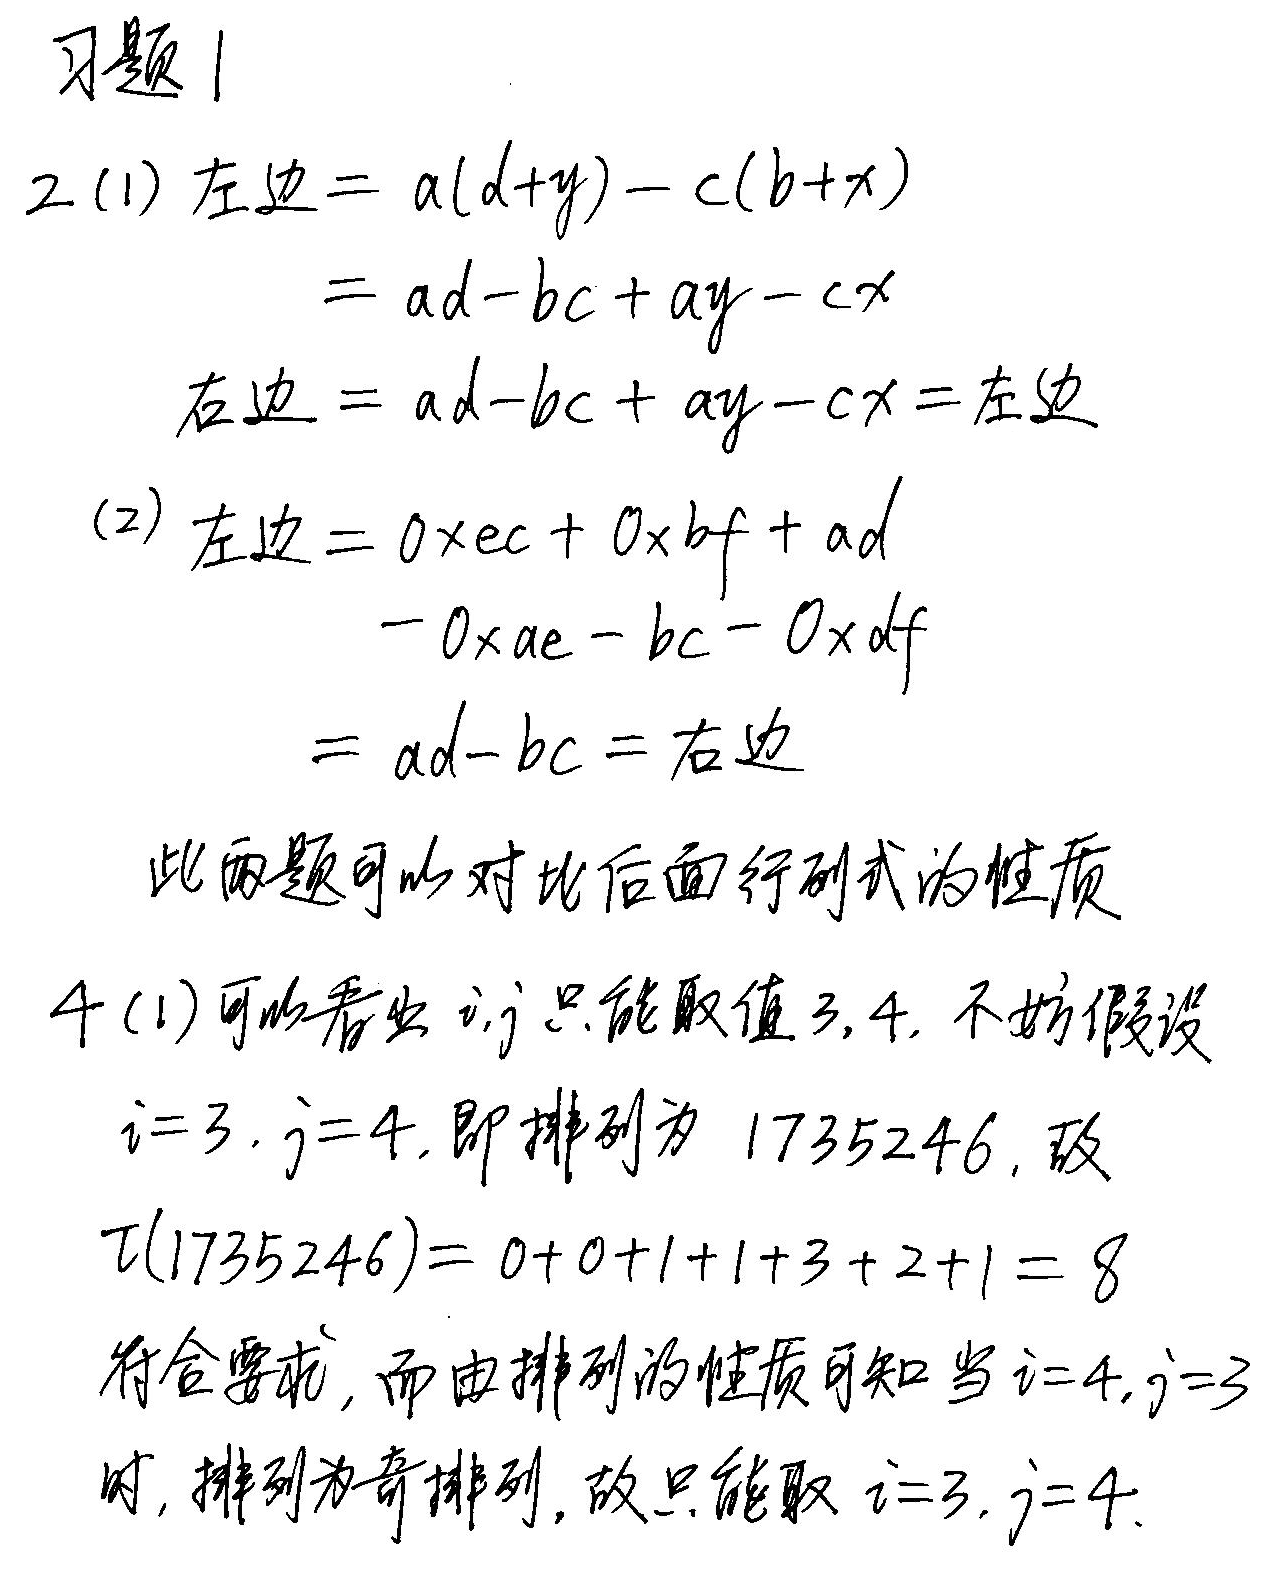 习题1
2(1) 左边 = a(d+y) - c(b+x)
= ad - bc + ay - cx
右边 = ad - bc + ay - cx = 左边
(2) 左边 = 0×ec + 0×bf + ad
- 0×ae - bc - 0×df
= ad - bc = 右边
此两题可以对比后面行列式的性质
4(1) 可以看出 i,j 只能取值 3,4. 不妨假设
i=3. j=4. 即排列为 1735246, 故
τ(1735246) = 0+0+1+1+3+2+1 = 8
符合要求, 而由排列的性质可知 当 i=4, j=3
时, 排列为奇排列. 故只能取 i=3. j=4.